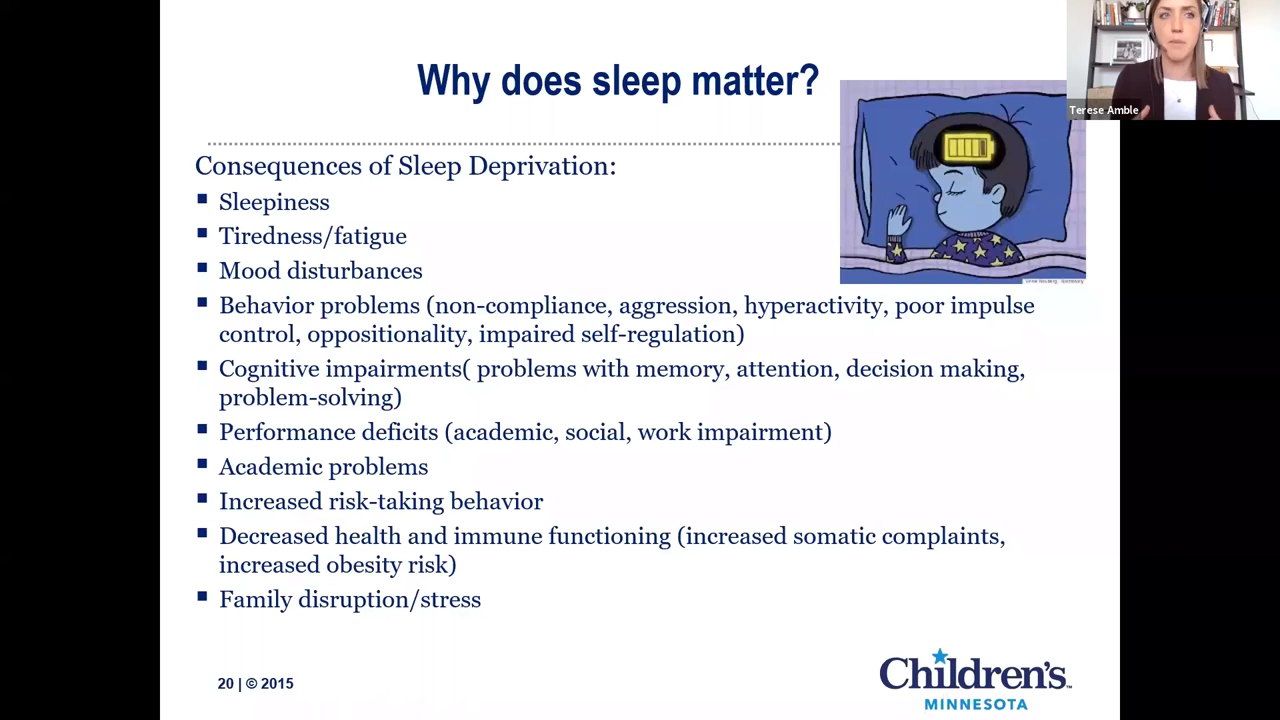 Why does sleep matter?
Terese Amble
Consequences of Sleep Deprivation:
▪ Sleepiness
▪ Tiredness/fatigue
▪ Mood disturbances
▪ Behavior problems (non-compliance, aggression, hyperactivity, poor impulse
control, oppositionality, impaired self-regulation)
▪ Cognitive impairments( problems with memory, attention, decision making,
problem-solving)
▪ Performance deficits (academic, social, work impairment)
▪ Academic problems
▪ Increased risk-taking behavior
▪ Decreased health and immune functioning (increased somatic complaints,
increased obesity risk)
▪ Family disruption/stress
20 | © 2015
Children's™
MINNESOTA